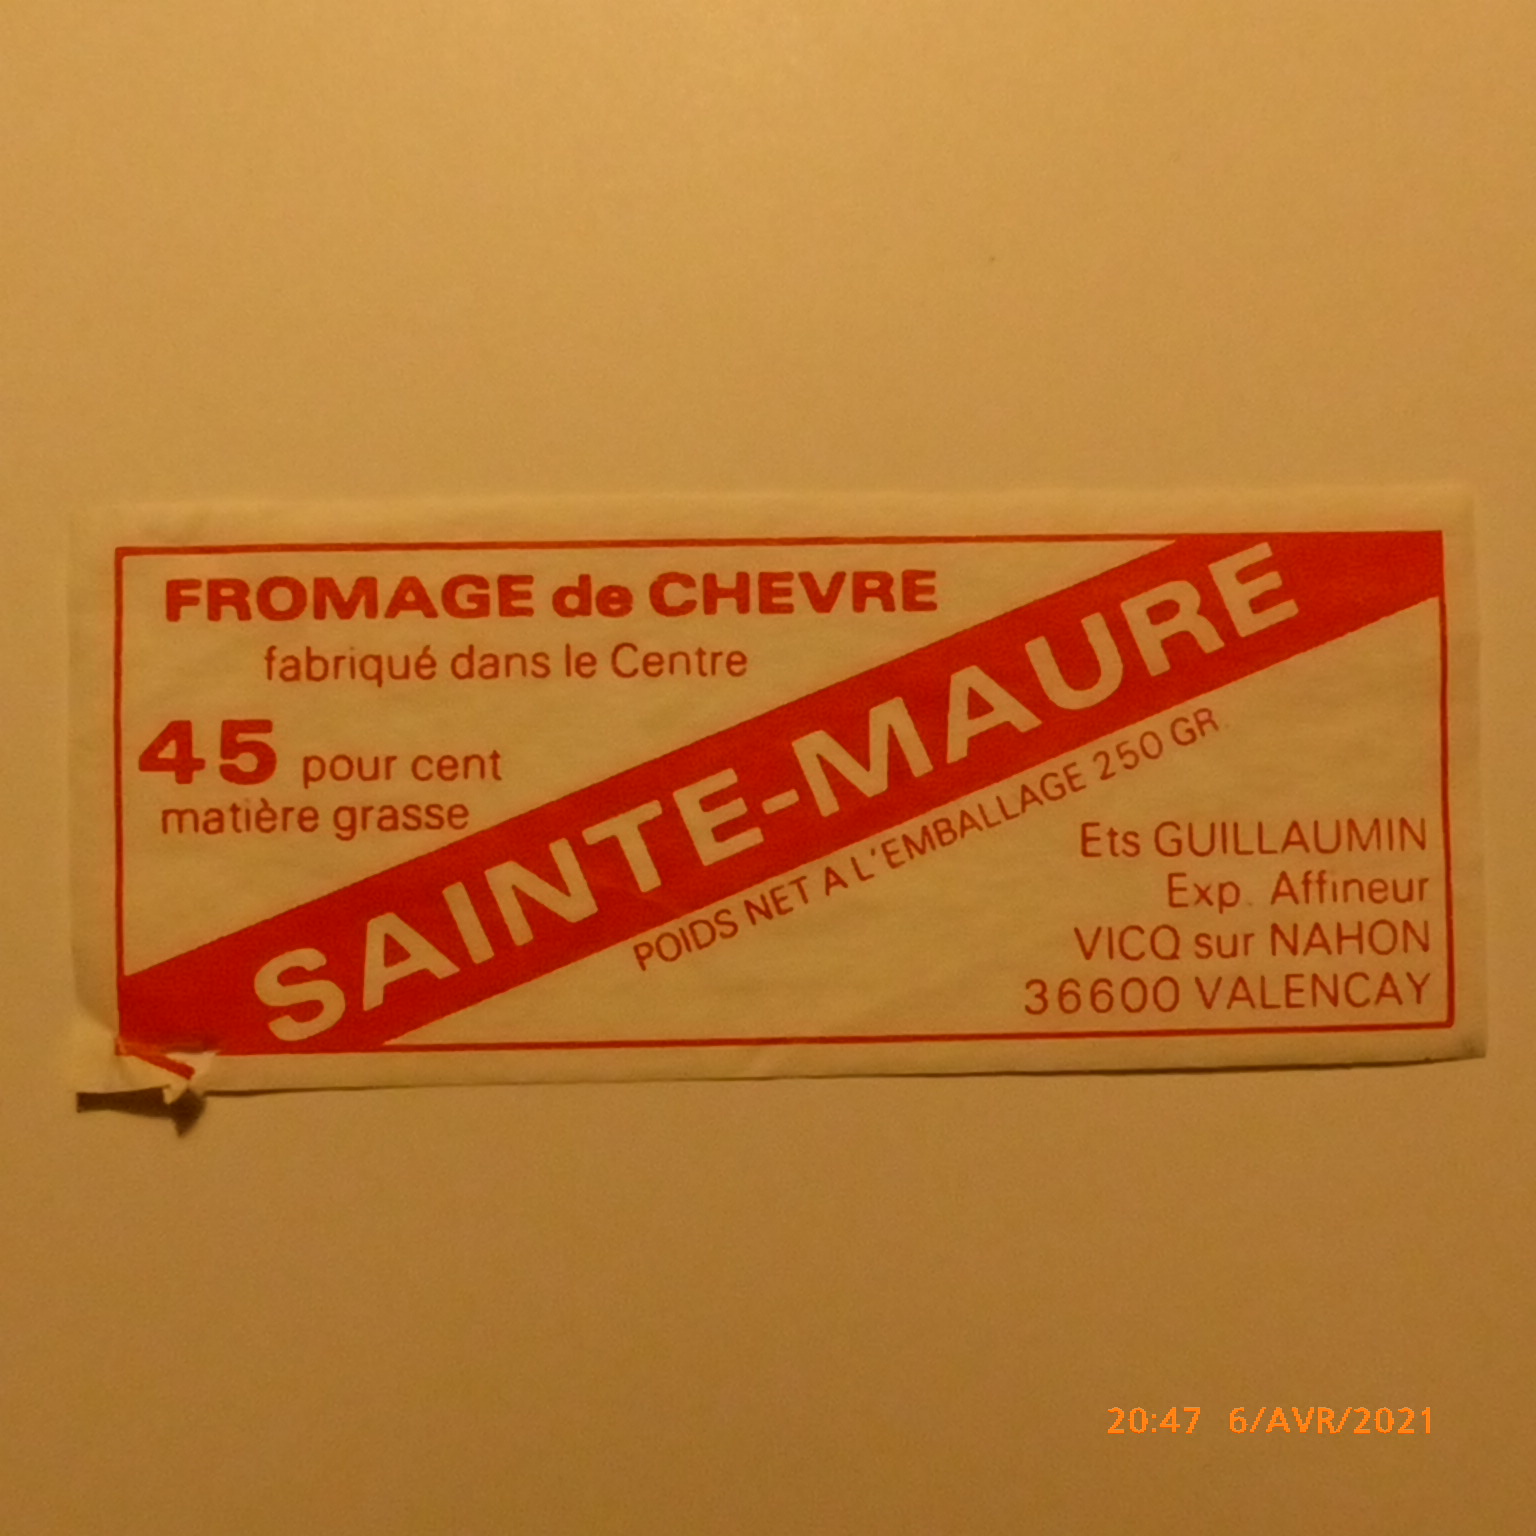 FROMAGE de CHEVRE
fabriqué dans le Centre
45 pour cent
matière grasse
SAINTE-MAURE
POIDS NET A L'EMBALLAGE 250 GR.
Ets GUILLAUMIN
Exp. Affineur
VICQ sur NAHON
36600 VALENCAY
20:47 6/AVR/2021